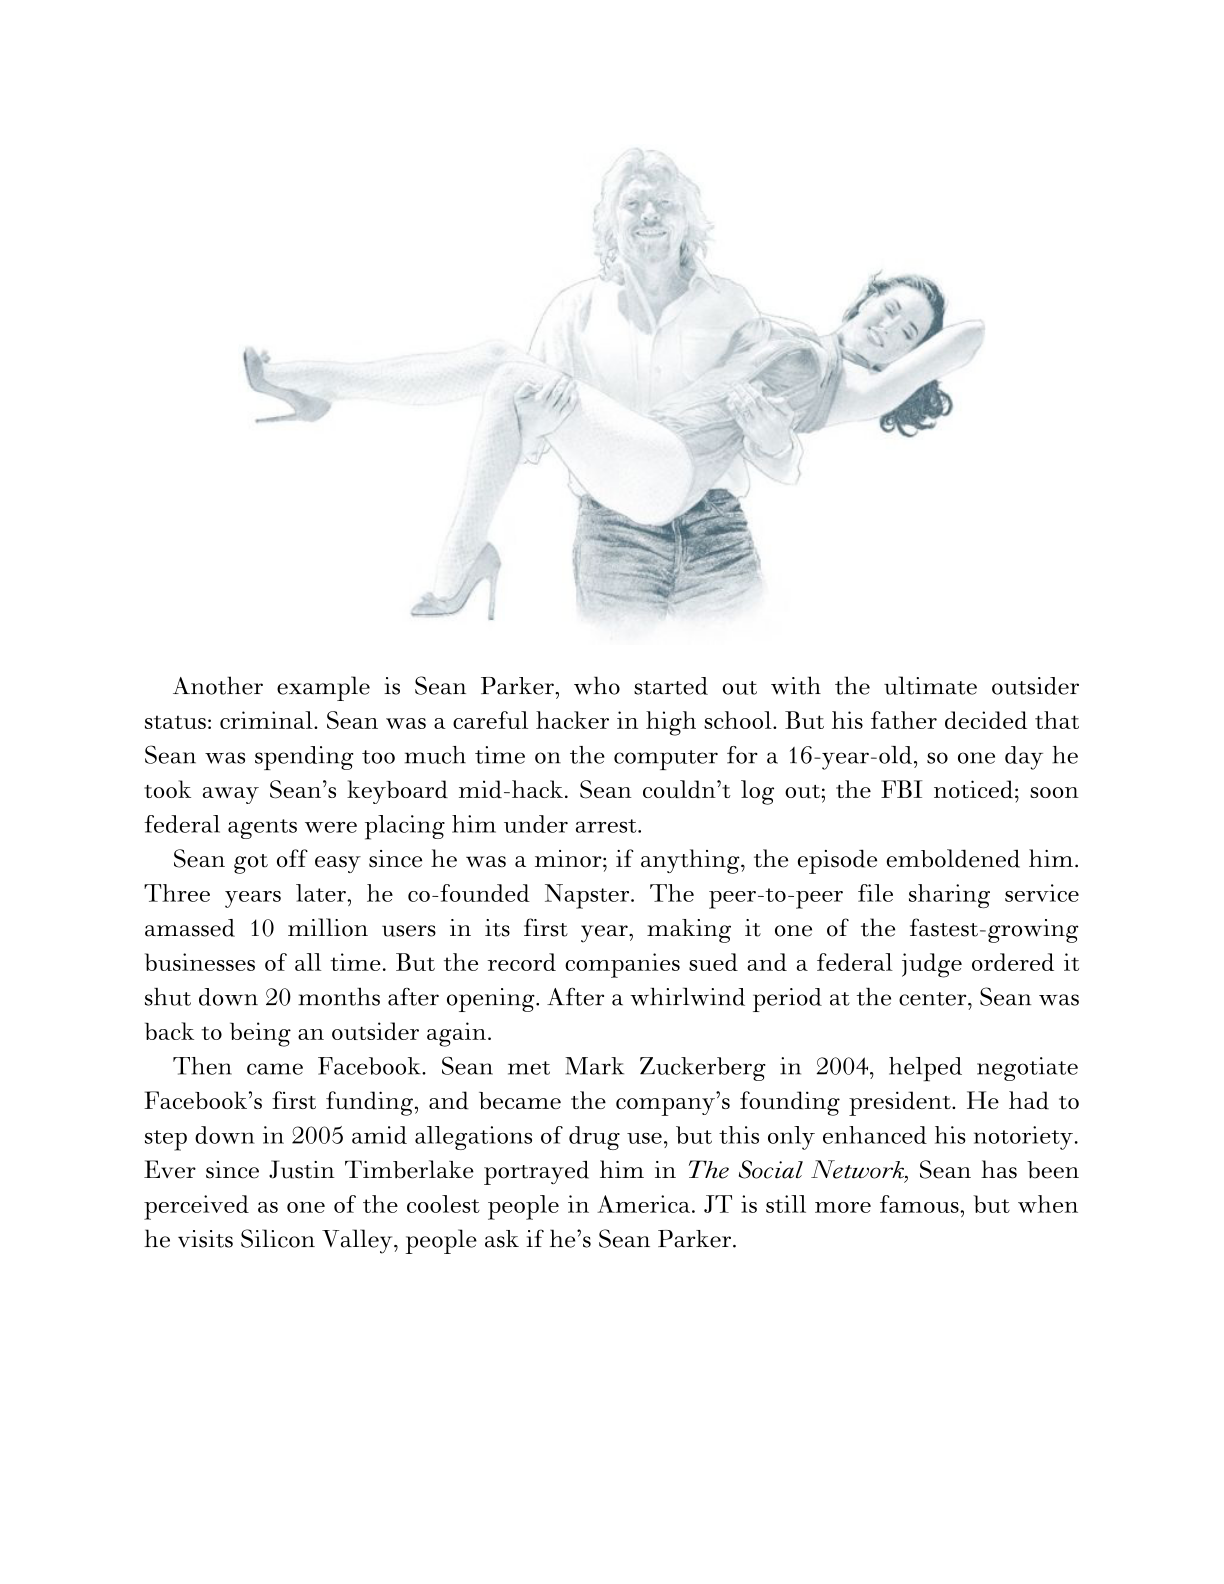 Another example is Sean Parker, who started out with the ultimate outsider
status: criminal. Sean was a careful hacker in high school. But his father decided that
Sean was spending too much time on the computer for a 16-year-old, so one day he
took away Sean’s keyboard mid-hack. Sean couldn’t log out; the FBI noticed; soon
federal agents were placing him under arrest.
Sean got off easy since he was a minor; if anything, the episode emboldened him.
Three years later, he co-founded Napster. The peer-to-peer file sharing service
amassed 10 million users in its first year, making it one of the fastest-growing
businesses of all time. But the record companies sued and a federal judge ordered it
shut down 20 months after opening. After a whirlwind period at the center, Sean was
back to being an outsider again.
Then came Facebook. Sean met Mark Zuckerberg in 2004, helped negotiate
Facebook’s first funding, and became the company’s founding president. He had to
step down in 2005 amid allegations of drug use, but this only enhanced his notoriety.
Ever since Justin Timberlake portrayed him in The Social Network, Sean has been
perceived as one of the coolest people in America. JT is still more famous, but when
he visits Silicon Valley, people ask if he’s Sean Parker.